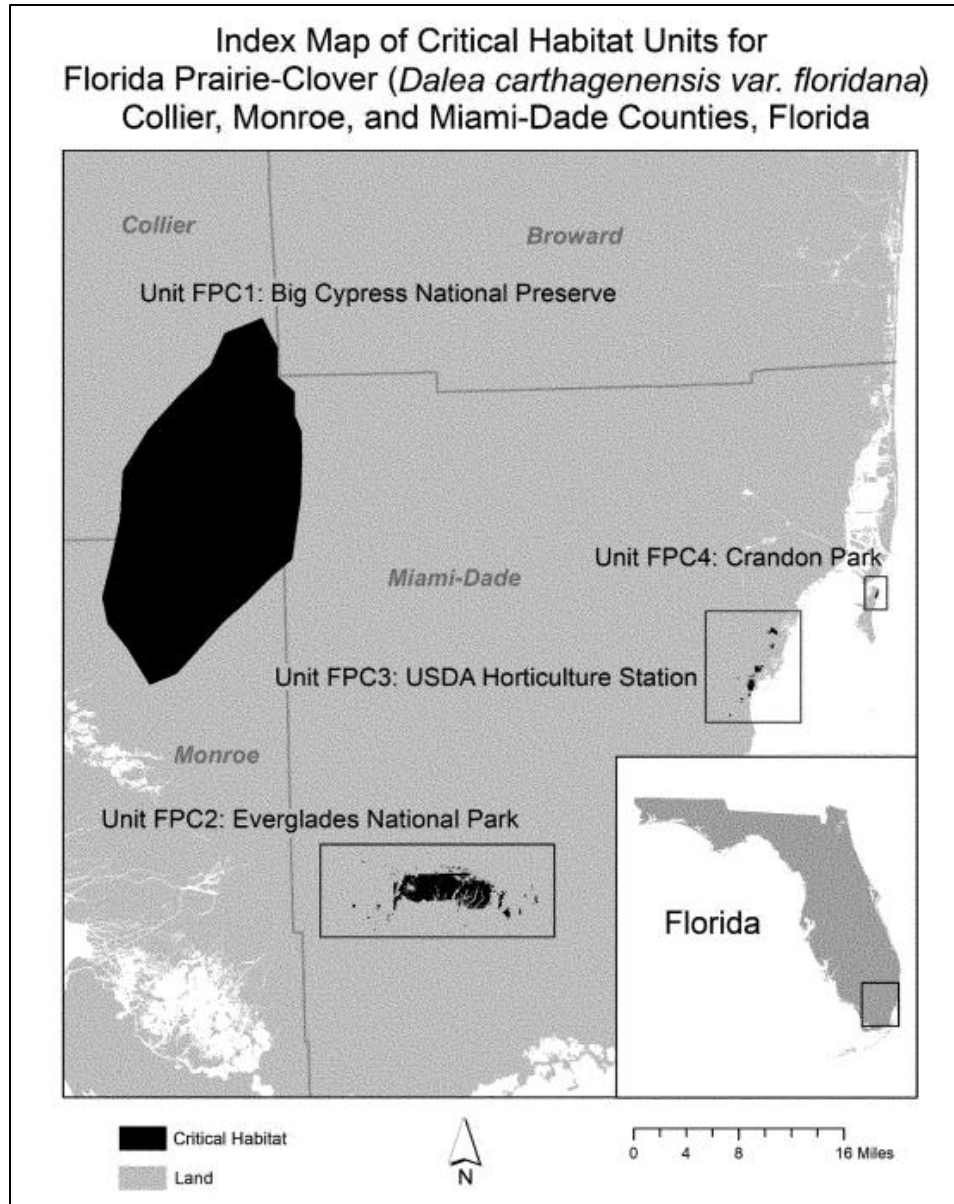 Index Map of Critical Habitat Units for
Florida Prairie-Clover (Dalea carthagenensis var. floridana)
Collier, Monroe, and Miami-Dade Counties, Florida
Collier
Broward
Unit FPC1: Big Cypress National Preserve
Unit FPC4: Crandon Park
Miami-Dade
Unit FPC3: USDA Horticulture Station
Monroe
Unit FPC2: Everglades National Park
Florida
Critical Habitat
Land
N
0 4 8 16 Miles